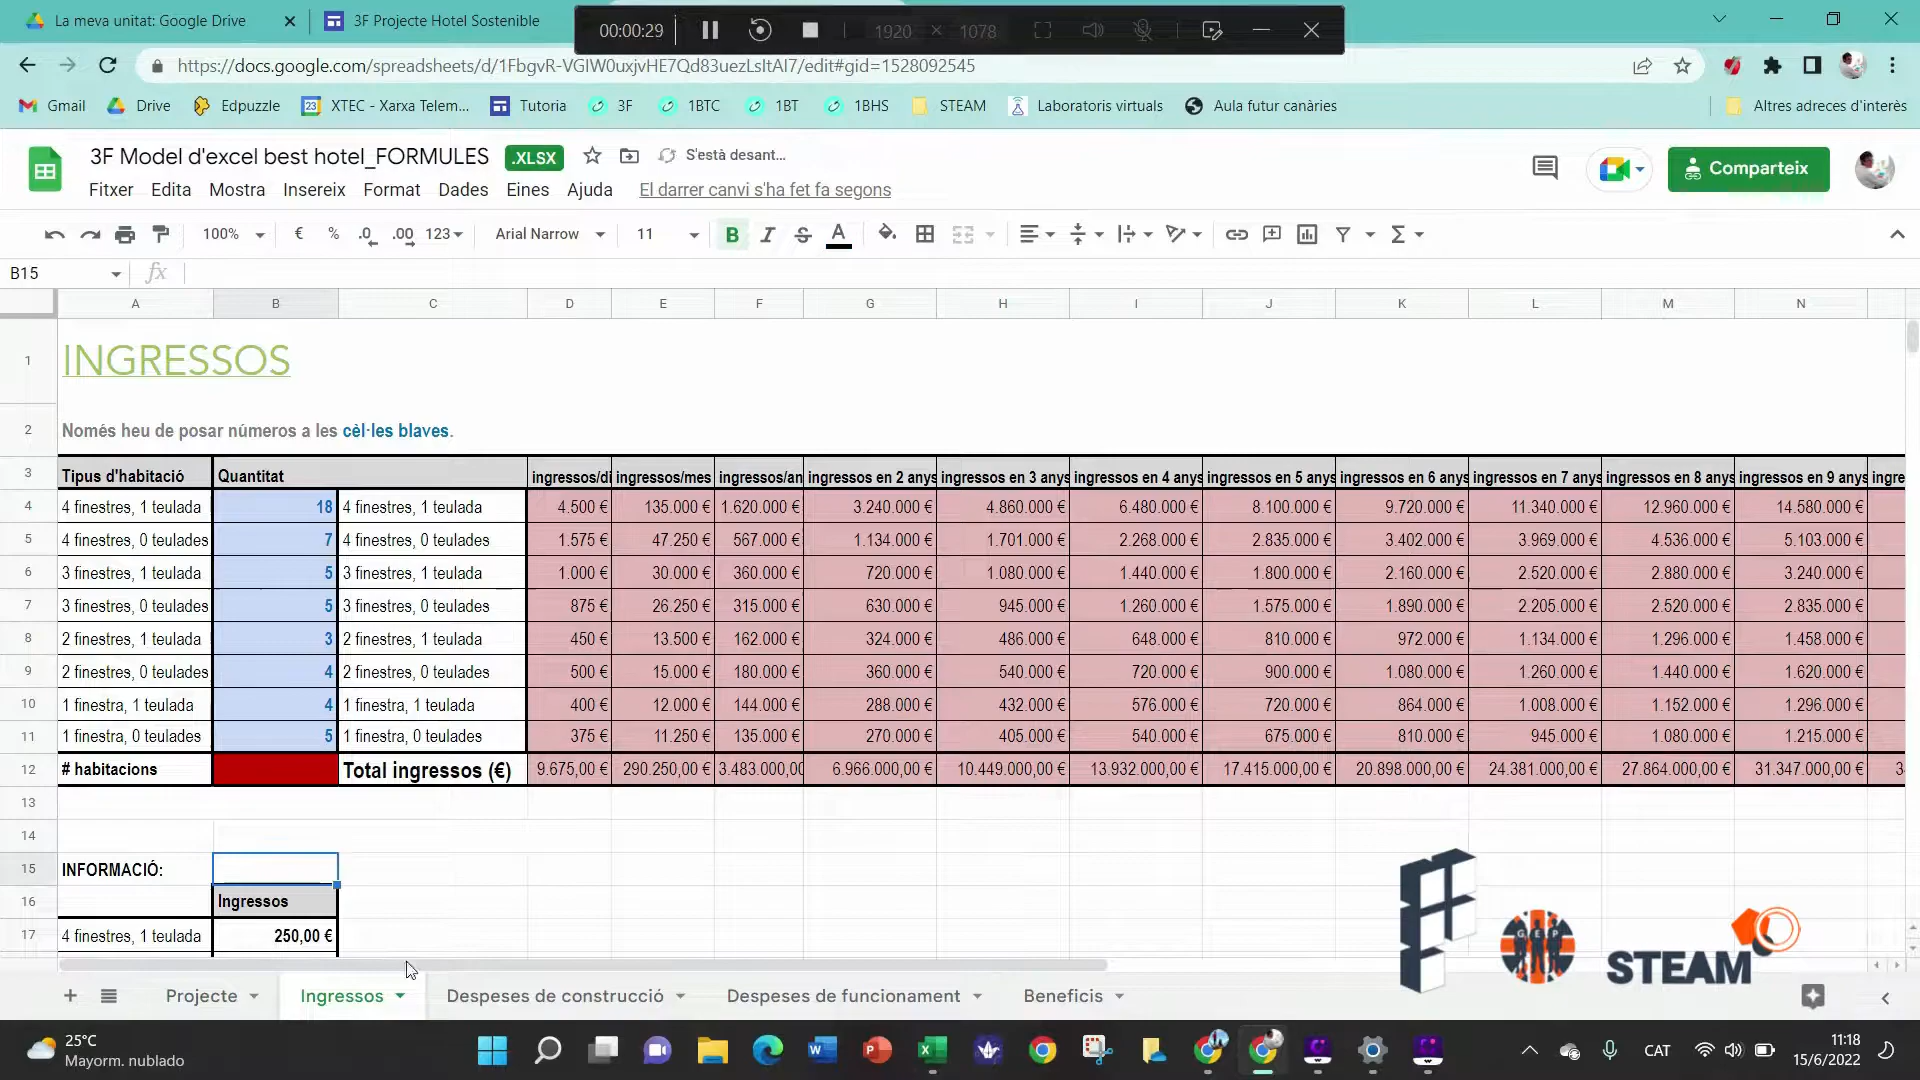 La meva unitat: Google Drive
3F Projecte Hotel Sostenible
00:00:29
1920 × 1078
https://docs.google.com/spreadsheets/d/1FbgvR-VGlW0uxjvHE7Qd83uezLsItAI7/edit#gid=1528092545
Gmail Drive Edpuzzle XTEC - Xarxa Telem... Tutoria 3F 1BTC 1BT 1BHS STEAM Laboratoris virtuals Aula futur canàries Altres adreces d'interès
3F Model d'excel best hotel_FORMULES .XLSX S'està desant...
Fitxer Edita Mostra Insereix Format Dades Eines Ajuda El darrer canvi s'ha fet fa segons
Comparteix
100% € % .0 .00 123 Arial Narrow 11 B I S A
B15 fx
A B C D E F G H I J K L M N
1 INGRESSOS
2 Només heu de posar números a les cèl·les blaves.
3 Tipus d'habitació Quantitat ingressos/di ingressos/mes ingressos/an ingressos en 2 anys ingressos en 3 anys ingressos en 4 anys ingressos en 5 anys ingressos en 6 anys ingressos en 7 anys ingressos en 8 anys ingressos en 9 anys ingre
4 4 finestres, 1 teulada 18 4 finestres, 1 teulada 4.500 € 135.000 € 1.620.000 € 3.240.000 € 4.860.000 € 6.480.000 € 8.100.000 € 9.720.000 € 11.340.000 € 12.960.000 € 14.580.000 €
5 4 finestres, 0 teulades 7 4 finestres, 0 teulades 1.575 € 47.250 € 567.000 € 1.134.000 € 1.701.000 € 2.268.000 € 2.835.000 € 3.402.000 € 3.969.000 € 4.536.000 € 5.103.000 €
6 3 finestres, 1 teulada 5 3 finestres, 1 teulada 1.000 € 30.000 € 360.000 € 720.000 € 1.080.000 € 1.440.000 € 1.800.000 € 2.160.000 € 2.520.000 € 2.880.000 € 3.240.000 €
7 3 finestres, 0 teulades 5 3 finestres, 0 teulades 875 € 26.250 € 315.000 € 630.000 € 945.000 € 1.260.000 € 1.575.000 € 1.890.000 € 2.205.000 € 2.520.000 € 2.835.000 €
8 2 finestres, 1 teulada 3 2 finestres, 1 teulada 450 € 13.500 € 162.000 € 324.000 € 486.000 € 648.000 € 810.000 € 972.000 € 1.134.000 € 1.296.000 € 1.458.000 €
9 2 finestres, 0 teulades 4 2 finestres, 0 teulades 500 € 15.000 € 180.000 € 360.000 € 540.000 € 720.000 € 900.000 € 1.080.000 € 1.260.000 € 1.440.000 € 1.620.000 €
10 1 finestra, 1 teulada 4 1 finestra, 1 teulada 400 € 12.000 € 144.000 € 288.000 € 432.000 € 576.000 € 720.000 € 864.000 € 1.008.000 € 1.152.000 € 1.296.000 €
11 1 finestra, 0 teulades 5 1 finestra, 0 teulades 375 € 11.250 € 135.000 € 270.000 € 405.000 € 540.000 € 675.000 € 810.000 € 945.000 € 1.080.000 € 1.215.000 €
12 # habitacions Total ingressos (€) 9.675,00 € 290.250,00 € 3.483.000,00 6.966.000,00 € 10.449.000,00 € 13.932.000,00 € 17.415.000,00 € 20.898.000,00 € 24.381.000,00 € 27.864.000,00 € 31.347.000,00 € 3
13
14
15 INFORMACIÓ:
16 Ingressos
17 4 finestres, 1 teulada 250,00 €
GEP STEAM
Projecte Ingressos Despeses de construcció Despeses de funcionament Beneficis
25°C
Mayorm. nublado
CAT
11:18
15/6/2022